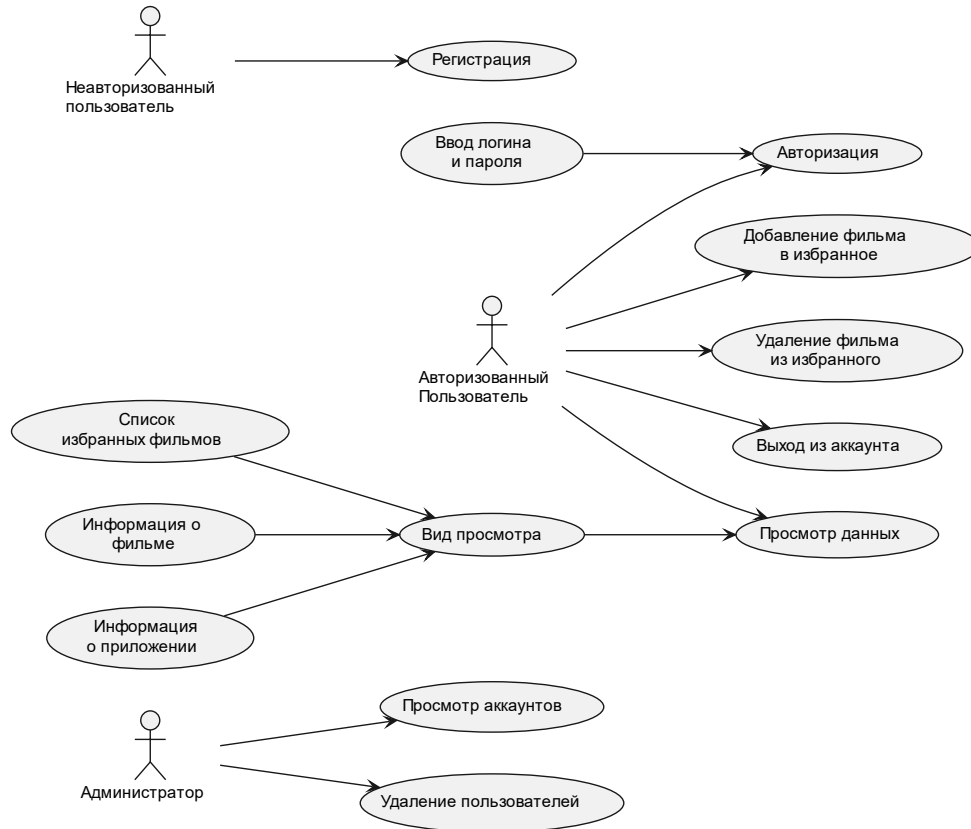 Неавторизованный
пользователь
Регистрация
Ввод логина
и пароля
Авторизация
Добавление фильма
в избранное
Удаление фильма
из избранного
Авторизованный
Пользователь
Выход из аккаунта
Список
избранных фильмов
Информация о
фильме
Вид просмотра
Просмотр данных
Информация
о приложении
Просмотр аккаунтов
Администратор
Удаление пользователей